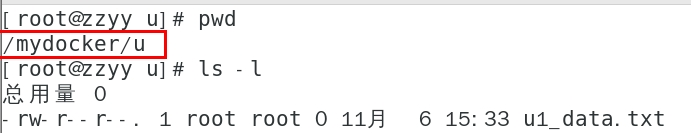 [root@zzyy u]# pwd
/mydocker/u
[root@zzyy u]# ls -l
总用量 0
-rw-r--r--. 1 root root 0 11月  6 15:33 u1_data.txt